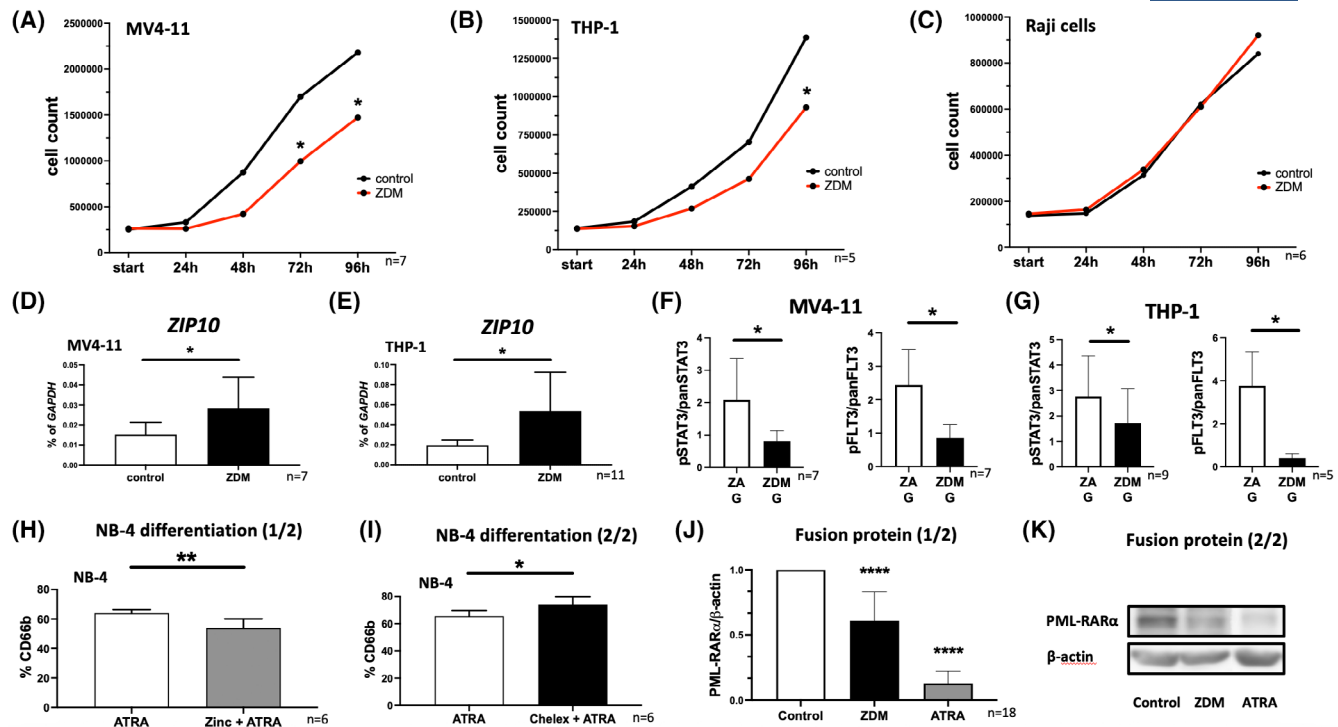 (A) MV4-11
2500000
2000000
1500000
1000000
500000
0
cell count
*
*
control
ZDM
start 24h 48h 72h 96h
n=7
(B) THP-1
1500000
1250000
1000000
750000
500000
250000
0
cell count
*
control
ZDM
start 24h 48h 72h 96h
n=5
(C) Raji cells
1000000
800000
600000
400000
200000
0
cell count
control
ZDM
start 24h 48h 72h 96h
n=6
(D) ZIP10
MV4-11
*
0.05
0.04
0.03
0.02
0.01
0.00
% of GAPDH
control ZDM
n=7
(E) ZIP10
THP-1
*
0.10
0.08
0.06
0.04
0.02
0.00
% of GAPDH
control ZDM
n=11
(F) MV4-11
*
4
3
2
1
0
pSTAT3/panSTAT3
ZA ZDM
G G
n=7
*
4
3
2
1
0
pFLT3/panFLT3
ZA ZDM
G G
n=7
(G) THP-1
*
5
4
3
2
1
0
pSTAT3/panSTAT3
ZA ZDM
G G
n=9
*
6
4
2
0
pFLT3/panFLT3
ZA ZDM
G G
n=5
(H) NB-4 differentiation (1/2)
**
NB-4
80
60
40
20
0
% CD66b
ATRA Zinc + ATRA
n=6
(I) NB-4 differentiation (2/2)
*
NB-4
80
60
40
20
0
% CD66b
ATRA Chelex + ATRA
n=6
(J) Fusion protein (1/2)
1.0
0.5
0.0
PML-RARα/β-actin
****
****
Control ZDM ATRA
n=18
(K) Fusion protein (2/2)
PML-RARα
β-actin
Control ZDM ATRA